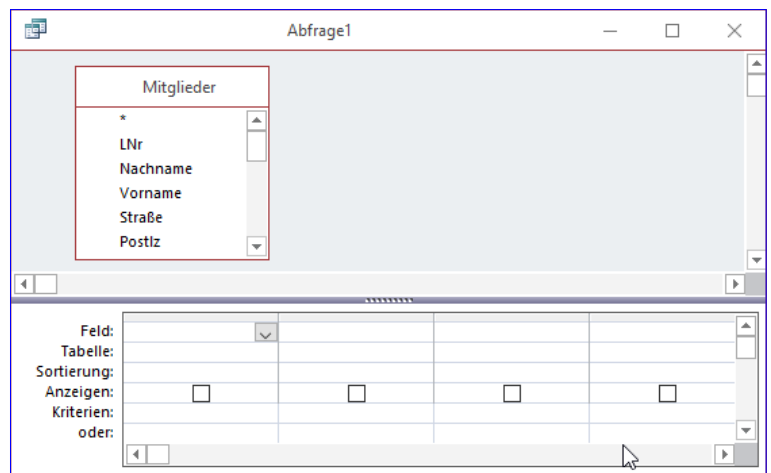 Abfrage1
Mitglieder
*
LNr
Nachname
Vorname
Straße
Postlz
Feld:
Tabelle:
Sortierung:
Anzeigen:
Kriterien:
oder: